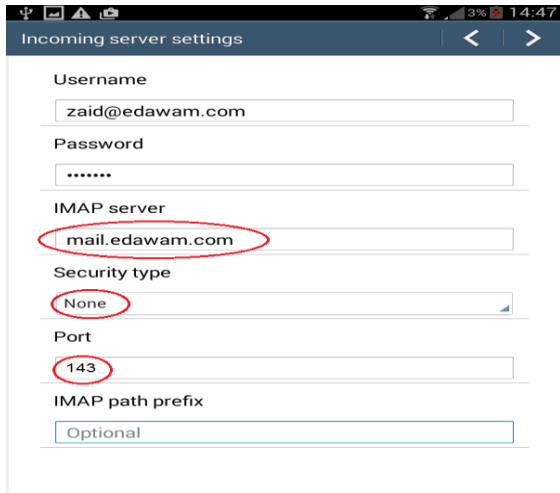 3% 14:47
Incoming server settings < >
Username
zaid@edawam.com
Password
•••••••
IMAP server
mail.edawam.com
Security type
None
Port
143
IMAP path prefix
Optional